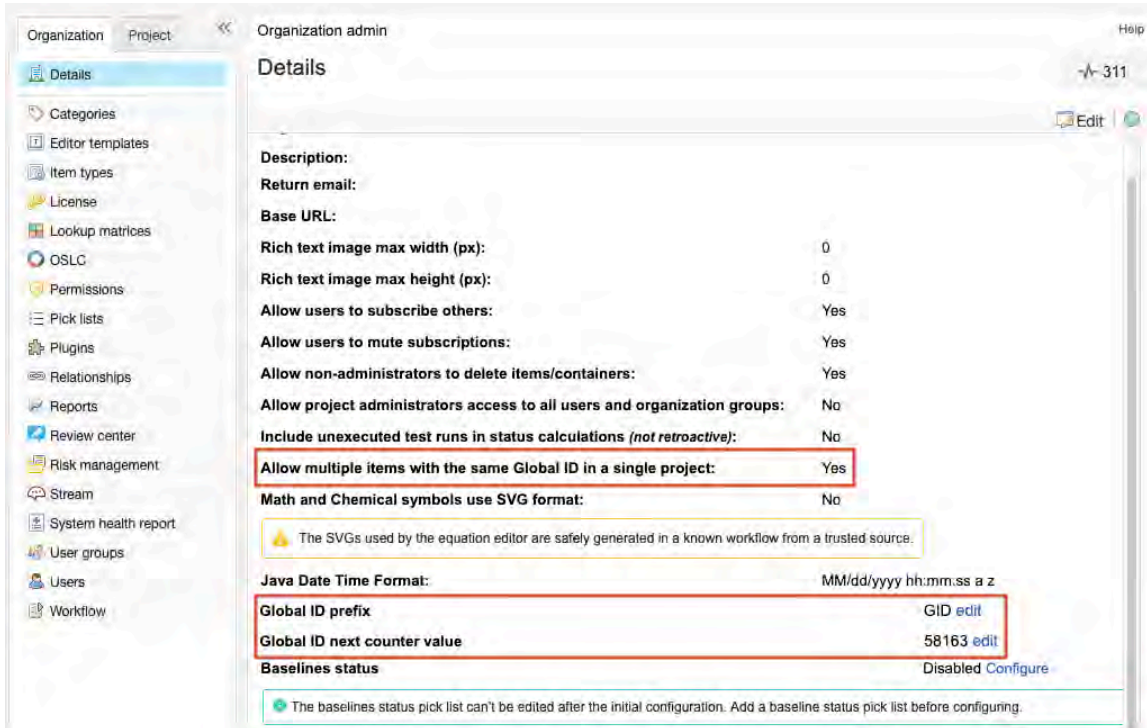 Organization Project
Organization admin
Help
Details
Details
311
Edit
Categories
Editor templates
Item types
License
Lookup matrices
OSLC
Permissions
Pick lists
Plugins
Relationships
Reports
Review center
Risk management
Stream
System health report
User groups
Users
Workflow
Description:
Return email:
Base URL:
Rich text image max width (px): 0
Rich text image max height (px): 0
Allow users to subscribe others: Yes
Allow users to mute subscriptions: Yes
Allow non-administrators to delete items/containers: Yes
Allow project administrators access to all users and organization groups: No
Include unexecuted test runs in status calculations (not retroactive): No
Allow multiple items with the same Global ID in a single project: Yes
Math and Chemical symbols use SVG format: No
The SVGs used by the equation editor are safely generated in a known workflow from a trusted source.
Java Date Time Format: MM/dd/yyyy hh:mm.ss a z
Global ID prefix GID edit
Global ID next counter value 58163 edit
Baselines status Disabled Configure
The baselines status pick list can't be edited after the initial configuration. Add a baseline status pick list before configuring.